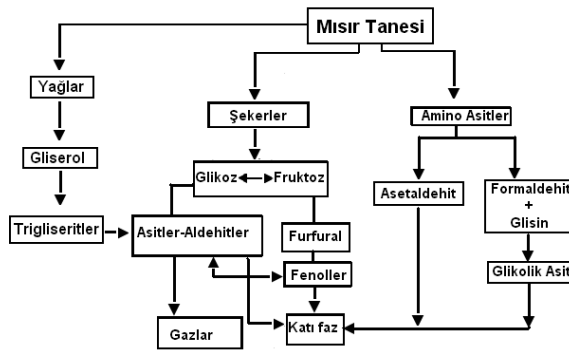 Mısır Tanesi
Yağlar
Şekerler
Amino Asitler
Gliserol
Glikoz Fruktoz
Asetaldehit
Formaldehit
+
Glisin
Trigliseritler
Asitler-Aldehitler
Furfural
Fenoller
Glikolik Asit
Gazlar
Katı faz